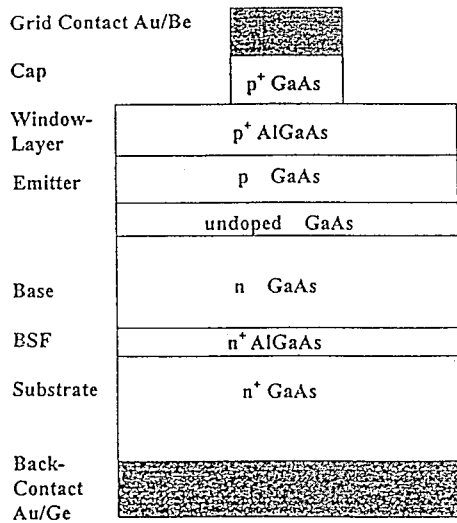 Grid Contact Au/Be
Cap
p+ GaAs
Window-
Layer
p+ AlGaAs
Emitter
p GaAs
undoped GaAs
Base
n GaAs
BSF
n+ AlGaAs
Substrate
n+ GaAs
Back-
Contact
Au/Ge